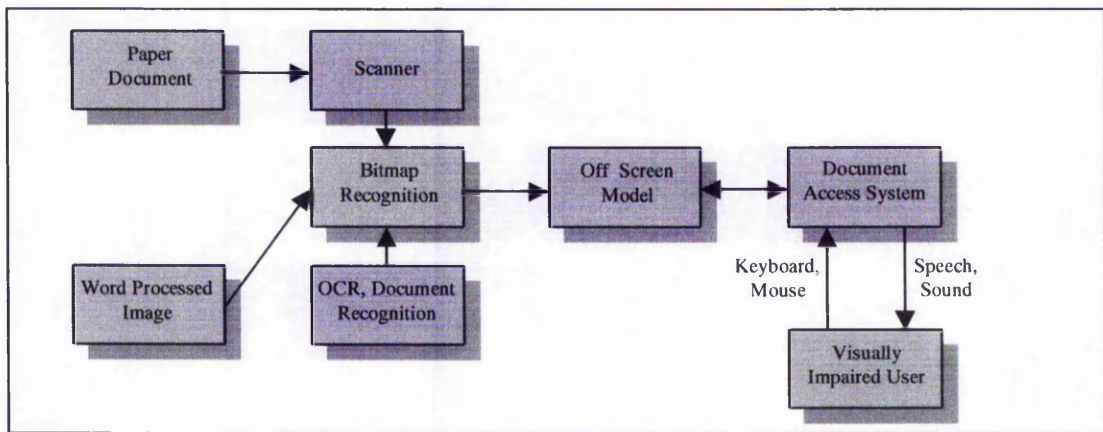 Paper
Document
Scanner
Bitmap
Recognition
Off Screen
Model
Document
Access System
Word Processed
Image
OCR, Document
Recognition
Keyboard,
Mouse
Speech,
Sound
Visually
Impaired User